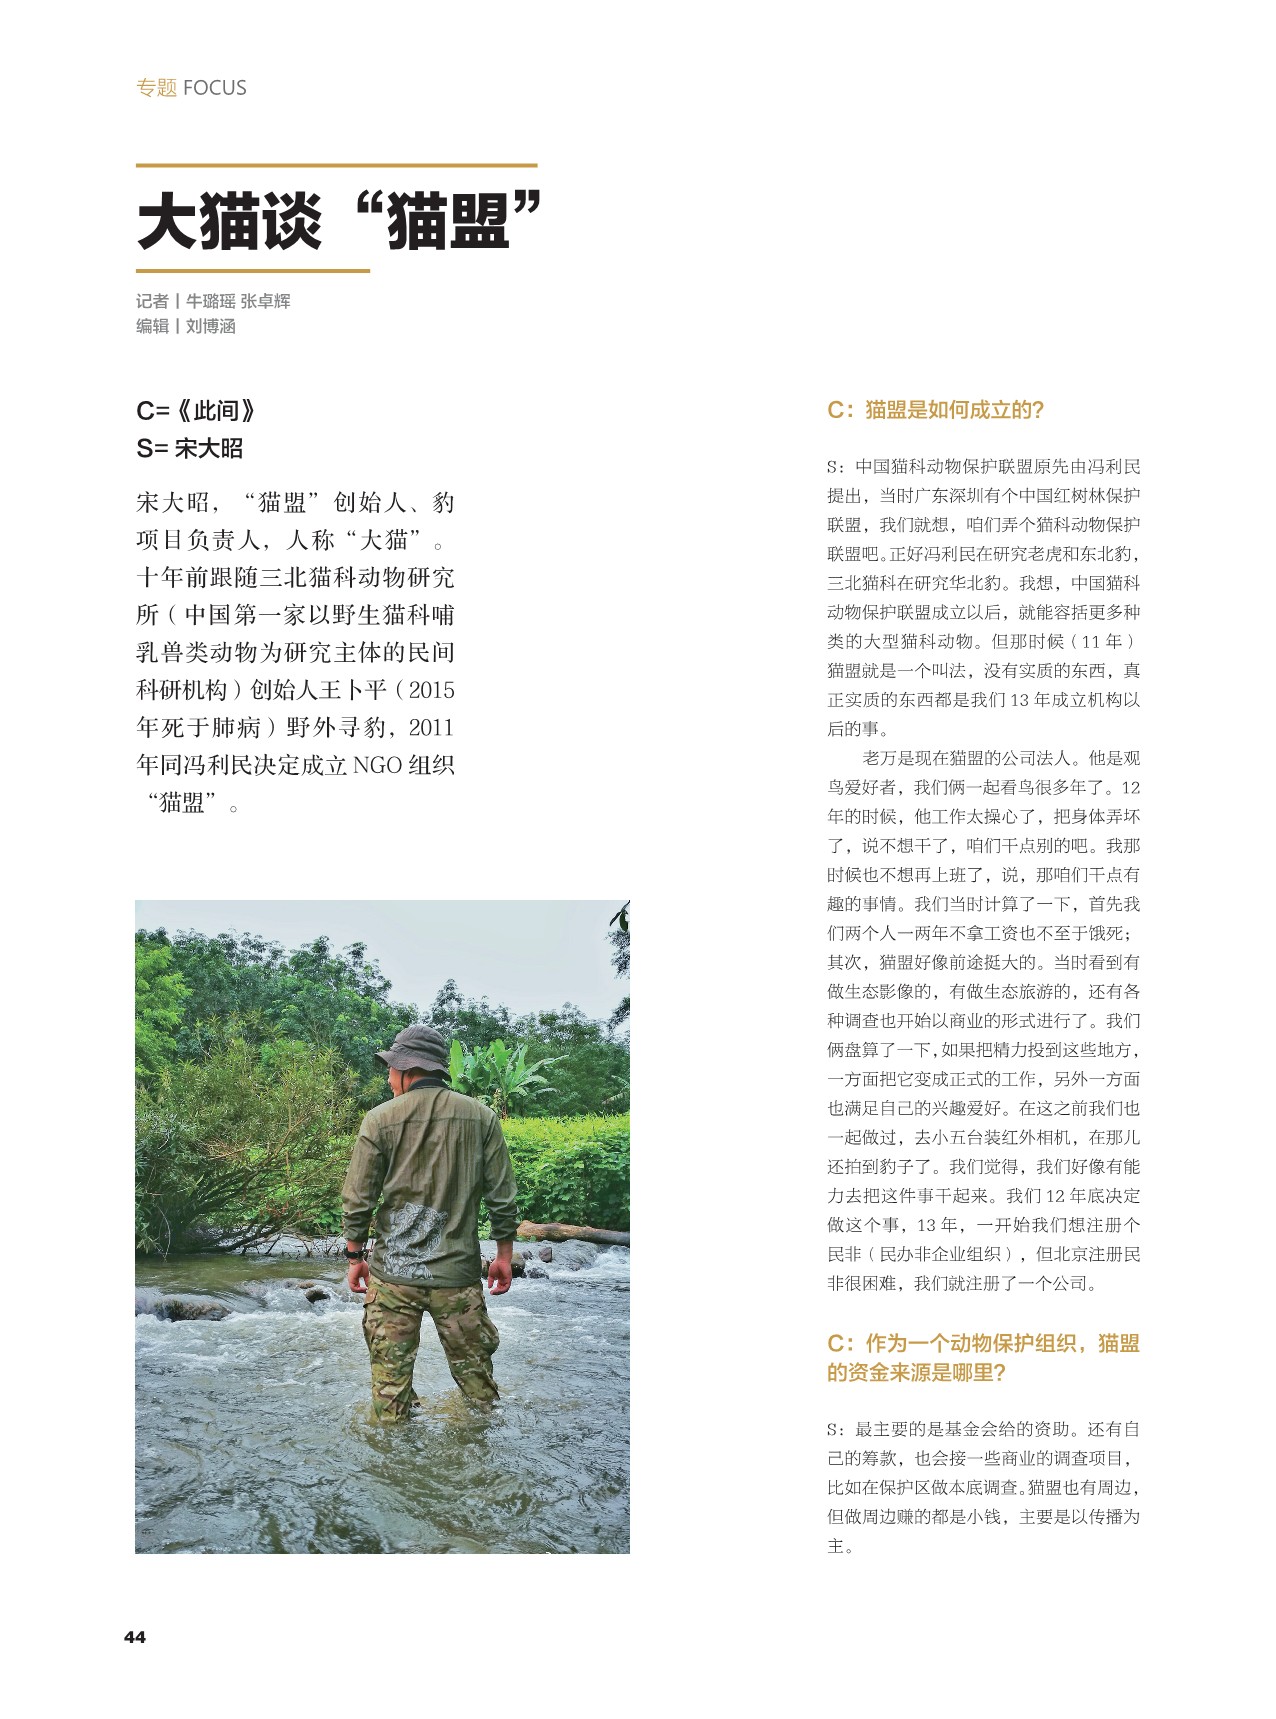 专题 FOCUS
大猫谈“猫盟”
记者丨牛璐瑶 张卓辉
编辑丨刘博涵
C=《此间》
S= 宋大昭
宋大昭，“猫盟”创始人、豹
项目负责人，人称“大猫”。
十年前跟随三北猫科动物研究
所（中国第一家以野生猫科哺
乳兽类动物为研究主体的民间
科研机构）创始人王卜平（2015
年死于肺病）野外寻豹，2011
年同冯利民决定成立 NGO 组织
“猫盟”。
C：猫盟是如何成立的？
S：中国猫科动物保护联盟原先由冯利民
提出，当时广东深圳有个中国红树林保护
联盟，我们就想，咱们弄个猫科动物保护
联盟吧。正好冯利民在研究老虎和东北豹，
三北猫科在研究华北豹。我想，中国猫科
动物保护联盟成立以后，就能容括更多种
类的大型猫科动物。但那时候（11 年）
猫盟就是一个叫法，没有实质的东西，真
正实质的东西都是我们 13 年成立机构以
后的事。
老万是现在猫盟的公司法人。他是观
鸟爱好者，我们俩一起看鸟很多年了。12
年的时候，他工作太操心了，把身体弄坏
了，说不想干了，咱们干点别的吧。我那
时候也不想再上班了，说，那咱们干点有
趣的事情。我们当时计算了一下，首先我
们两个人一两年不拿工资也不至于饿死；
其次，猫盟好像前途挺大的。当时看到有
做生态影像的，有做生态旅游的，还有各
种调查也开始以商业的形式进行了。我们
俩盘算了一下，如果把精力投到这些地方，
一方面把它变成正式的工作，另外一方面
也满足自己的兴趣爱好。在这之前我们也
一起做过，去小五台装红外相机，在那儿
还拍到豹子了。我们觉得，我们好像有能
力去把这件事干起来。我们 12 年底决定
做这个事，13 年，一开始我们想注册个
民非（民办非企业组织），但北京注册民
非很困难，我们就注册了一个公司。
C：作为一个动物保护组织，猫盟
的资金来源是哪里？
S：最主要的是基金会给的资助。还有自
己的筹款，也会接一些商业的调查项目，
比如在保护区做本底调查。猫盟也有周边，
但做周边赚的都是小钱，主要是以传播为
主。
44